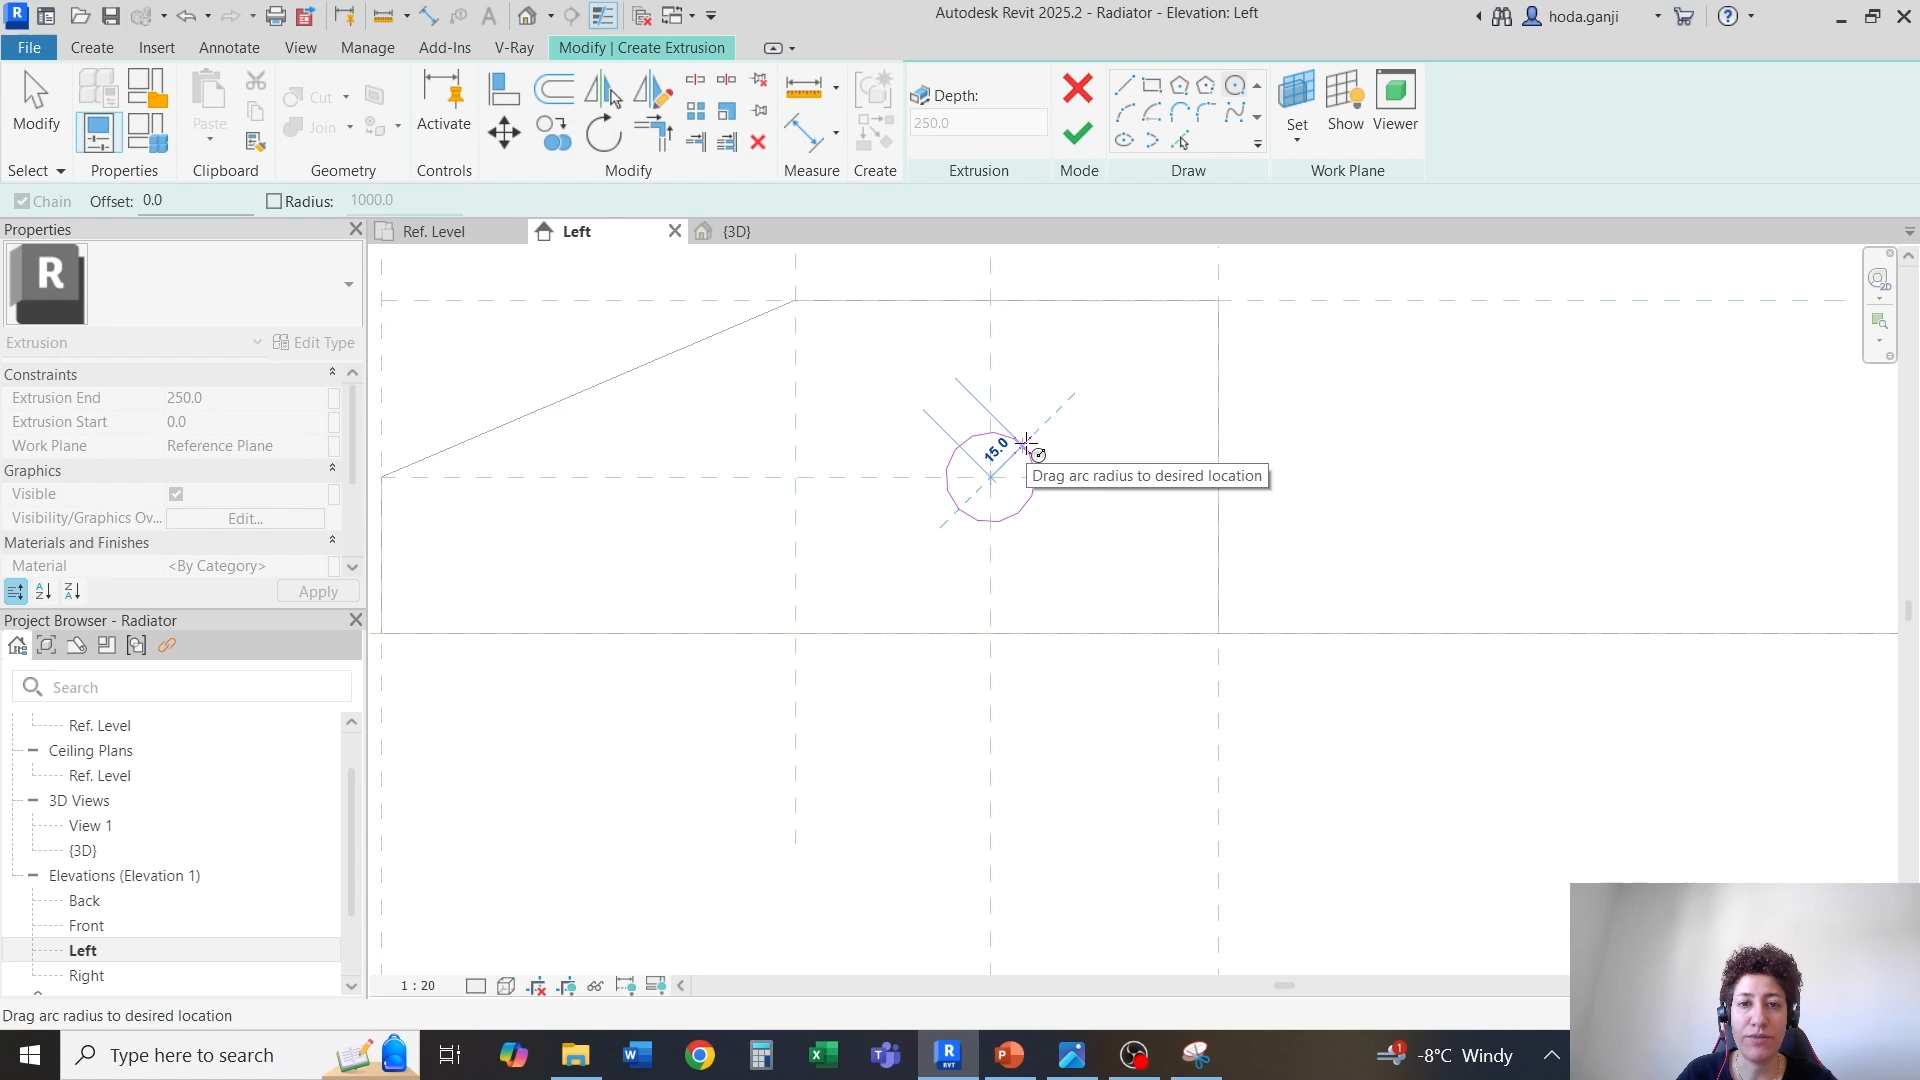 Autodesk Revit 2025.2 - Radiator - Elevation: Left
hoda.ganji
File
Create
Insert
Annotate
View
Manage
Add-Ins
V-Ray
Modify | Create Extrusion
Modify
Paste
Cut
Join
Activate
Depth:
250.0
Set
Show
Viewer
Select
Properties
Clipboard
Geometry
Controls
Modify
Measure
Create
Extrusion
Mode
Draw
Work Plane
Chain
Offset: 0.0
Radius: 1000.0
Properties
Ref. Level
Left
{3D}
R
Extrusion
Edit Type
Constraints
Extrusion End 250.0
Extrusion Start 0.0
Work Plane Reference Plane
Graphics
Visible
Visibility/Graphics Ov... Edit...
Materials and Finishes
Material <By Category>
Apply
15.0
Drag arc radius to desired location
2D
Project Browser - Radiator
Search
Ref. Level
Ceiling Plans
Ref. Level
3D Views
View 1
{3D}
Elevations (Elevation 1)
Back
Front
Left
Right
1 : 20
Drag arc radius to desired location
Type here to search
-8°C Windy